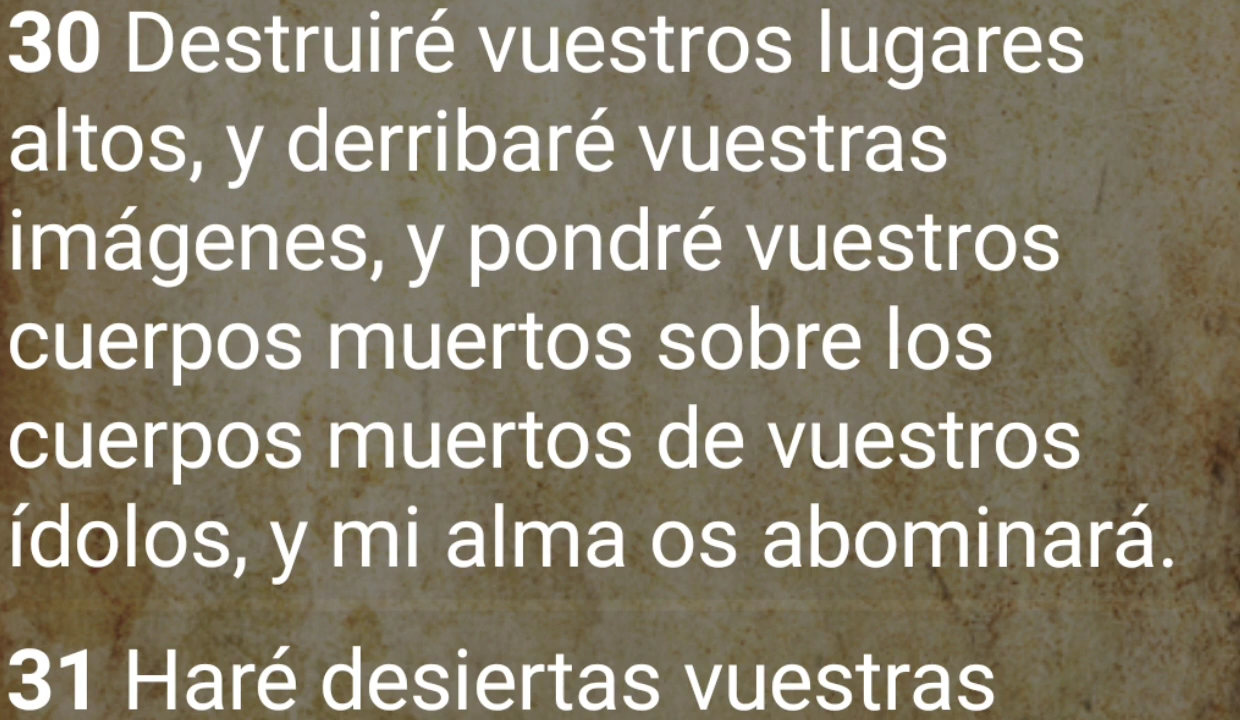 30 Destruiré vuestros lugares
altos, y derribaré vuestras
imágenes, y pondré vuestros
cuerpos muertos sobre los
cuerpos muertos de vuestros
ídolos, y mi alma os abominará.
31 Haré desiertas vuestras